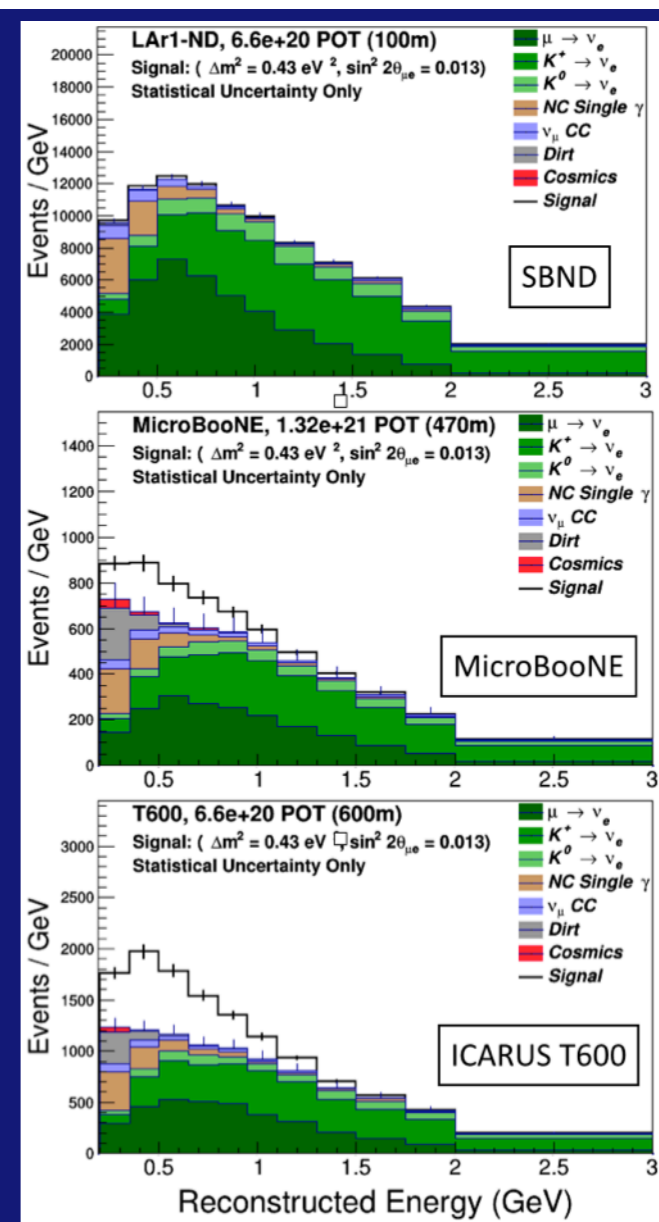 LAr1-ND, 6.6e+20 POT (100m)
Signal: ( Δm² = 0.43 eV ², sin² 2θμe = 0.013)
Statistical Uncertainty Only
μ → νe
K⁺ → νe
K⁰ → νe
NC Single γ
νμ CC
Dirt
Cosmics
Signal
SBND
Events / GeV
20000
18000
16000
14000
12000
10000
8000
6000
4000
2000
0
0.5 1 1.5 2 2.5 3
MicroBooNE, 1.32e+21 POT (470m)
Signal: ( Δm² = 0.43 eV ², sin² 2θμe = 0.013)
Statistical Uncertainty Only
μ → νe
K⁺ → νe
K⁰ → νe
NC Single γ
νμ CC
Dirt
Cosmics
Signal
MicroBooNE
Events / GeV
1400
1200
1000
800
600
400
200
0
0.5 1 1.5 2 2.5 3
T600, 6.6e+20 POT (600m)
Signal: ( Δm² = 0.43 eV , sin² 2θμe = 0.013)
Statistical Uncertainty Only
μ → νe
K⁺ → νe
K⁰ → νe
NC Single γ
νμ CC
Dirt
Cosmics
Signal
ICARUS T600
Events / GeV
3000
2500
2000
1500
1000
500
0
0.5 1 1.5 2 2.5 3
Reconstructed Energy (GeV)